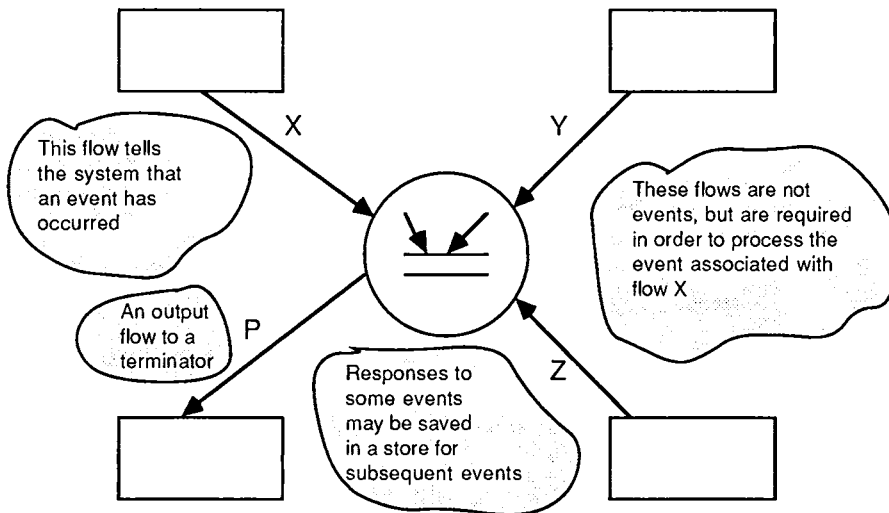 X
Y
This flow tells
the system that
an event has
occurred
These flows are not
events, but are required
in order to process the
event associated with
flow X
An output
flow to a
terminator
P
Responses to
some events
may be saved
in a store for
subsequent events
Z